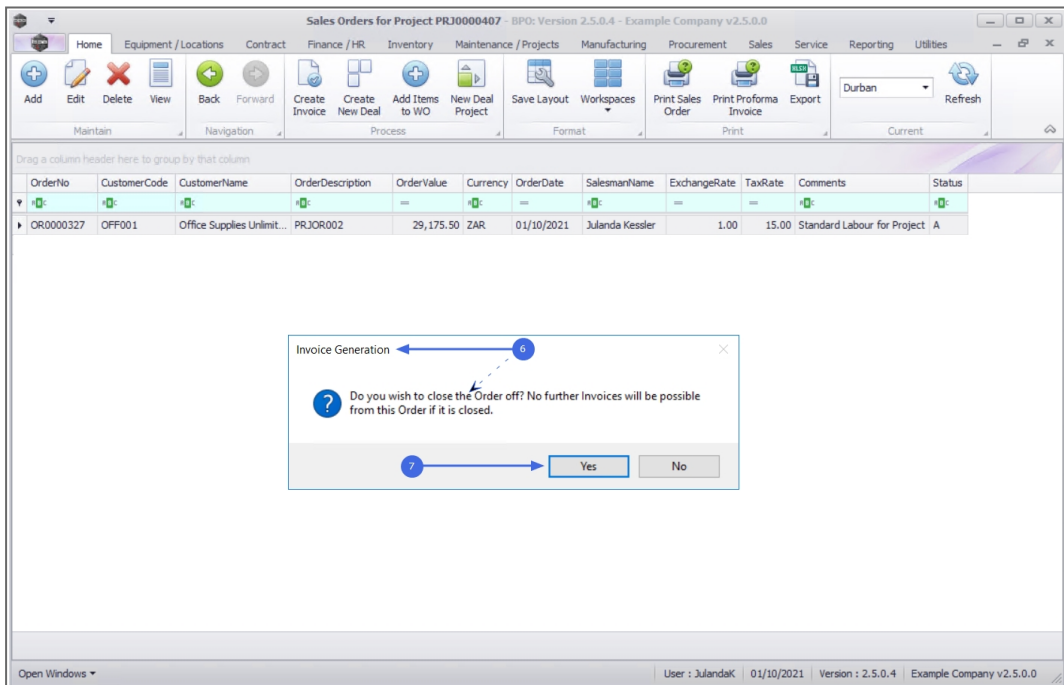 Sales Orders for Project PRJ0000407 - BPO: Version 2.5.0.4 - Example Company v2.5.0.0
Home Equipment / Locations Contract Finance / HR Inventory Maintenance / Projects Manufacturing Procurement Sales Service Reporting Utilities
Add Edit Delete View Back Forward Create Invoice Create New Deal Add Items to WO New Deal Project Save Layout Workspaces Print Sales Order Print Proforma Invoice Export Durban Refresh
Maintain Navigation Process Format Print Current
Drag a column header here to group by that column
OrderNo CustomerCode CustomerName OrderDescription OrderValue Currency OrderDate SalesmanName ExchangeRate TaxRate Comments Status
OR0000327 OFF001 Office Supplies Unlimit... PRJOR002 29,175.50 ZAR 01/10/2021 Julanda Kessler 1.00 15.00 Standard Labour for Project A
Invoice Generation 6
Do you wish to close the Order off? No further Invoices will be possible
from this Order if it is closed.
7 Yes No
Open Windows User : JulandaK 01/10/2021 Version : 2.5.0.4 Example Company v2.5.0.0